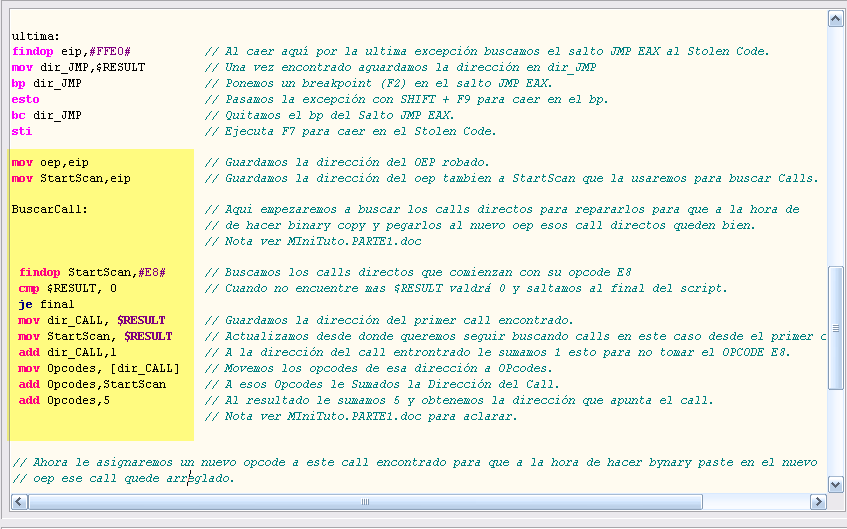 ultima:
findop eip,#FFE0# // Al caer aquí por la ultima excepción buscamos el salto JMP EAX al Stolen Code.
mov dir_JMP,$RESULT // Una vez encontrado aguardamos la dirección en dir_JMP
bp dir_JMP // Ponemos un breakpoint (F2) en el salto JMP EAX.
esto // Pasamos la excepción con SHIFT + F9 para caer en el bp.
bc dir_JMP // Quitamos el bp del Salto JMP EAX.
sti // Ejecuta F7 para caer en el Stolen Code.
mov oep,eip // Guardamos la dirección del OEP robado.
mov StartScan,eip // Guardamos la dirección del oep tambien a StartScan que la usaremos para buscar Calls.
BuscarCall: // Aqui empezaremos a buscar los calls directos para repararlos para que a la hora de
// de hacer binary copy y pegarlos al nuevo oep esos call directos queden bien.
// Nota ver MIniTuto.PARTE1.doc
findop StartScan,#E8# // Buscamos los calls directos que comienzan con su opcode E8
cmp $RESULT, 0 // Cuando no encuentre mas $RESULT valdrá 0 y saltamos al final del script.
je final
mov dir_CALL, $RESULT // Guardamos la dirección del primer call encontrado.
mov StartScan, $RESULT // Actualizamos desde donde queremos seguir buscando calls en este caso desde el primer c
add dir_CALL,1 // A la dirección del call entrontrado le sumamos 1 esto para no tomar el OPCODE E8.
mov Opcodes, [dir_CALL] // Movemos los opcodes de esa dirección a OPcodes.
add Opcodes,StartScan // A esos Opcodes le Sumados la Dirección del Call.
add Opcodes,5 // Al resultado le sumamos 5 y obtenemos la dirección que apunta el call.
// Nota ver MIniTuto.PARTE1.doc para aclarar.
// Ahora le asignaremos un nuevo opcode a este call encontrado para que a la hora de hacer bynary paste en el nuevo
// oep ese call quede arreglado.